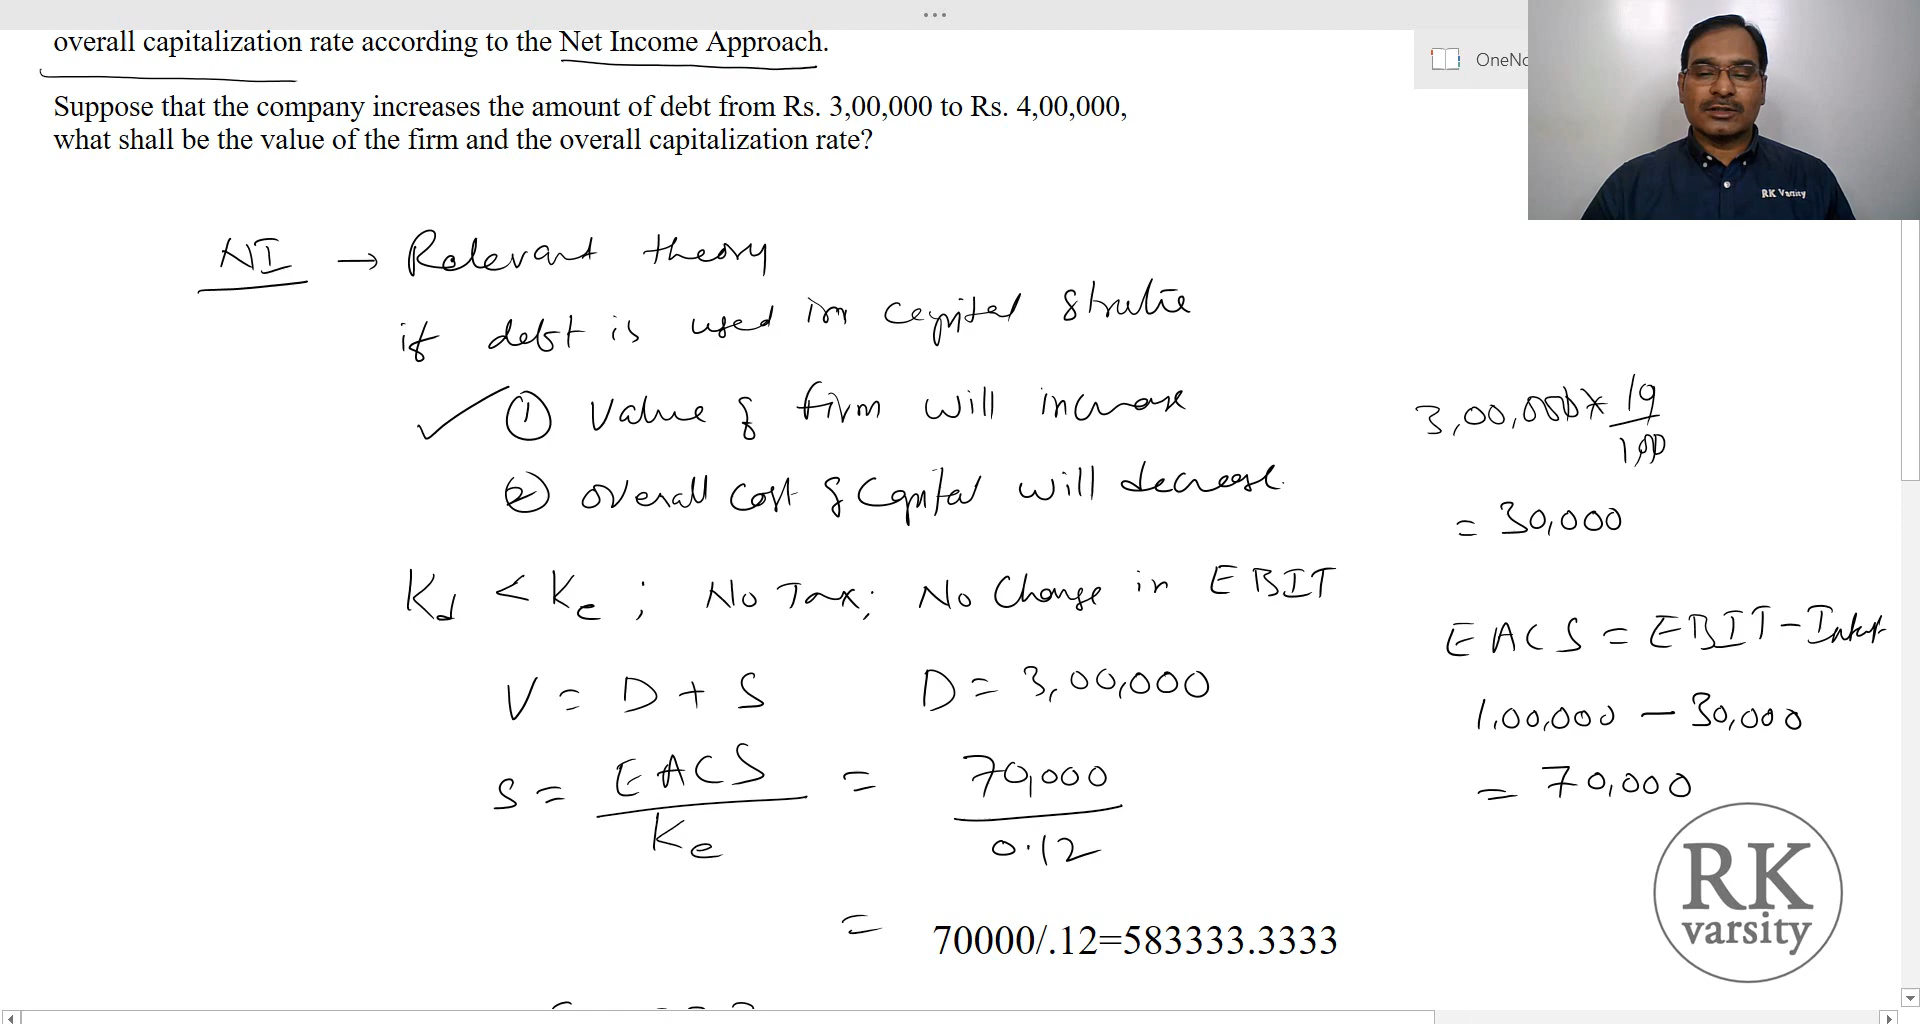 overall capitalization rate according to the Net Income Approach.
Suppose that the company increases the amount of debt from Rs. 3,00,000 to Rs. 4,00,000,
what shall be the value of the firm and the overall capitalization rate?
OneNo
RK Varsity
NI → Relevant theory
if debt is used in capital
① Value of firm will increase
② overall cost of Capital will decrease.
Kd < Ke ; No Tax; No Change in EBIT
V = D + S D = 3,00,000
S = EACS / Ke = 70,000 / 0.12
= 70000/.12=583333.3333
3,00,000 * 10 / 100
= 30,000
EACS = EBIT -
1,00,000 - 30,000
= 70,000
RK
varsity